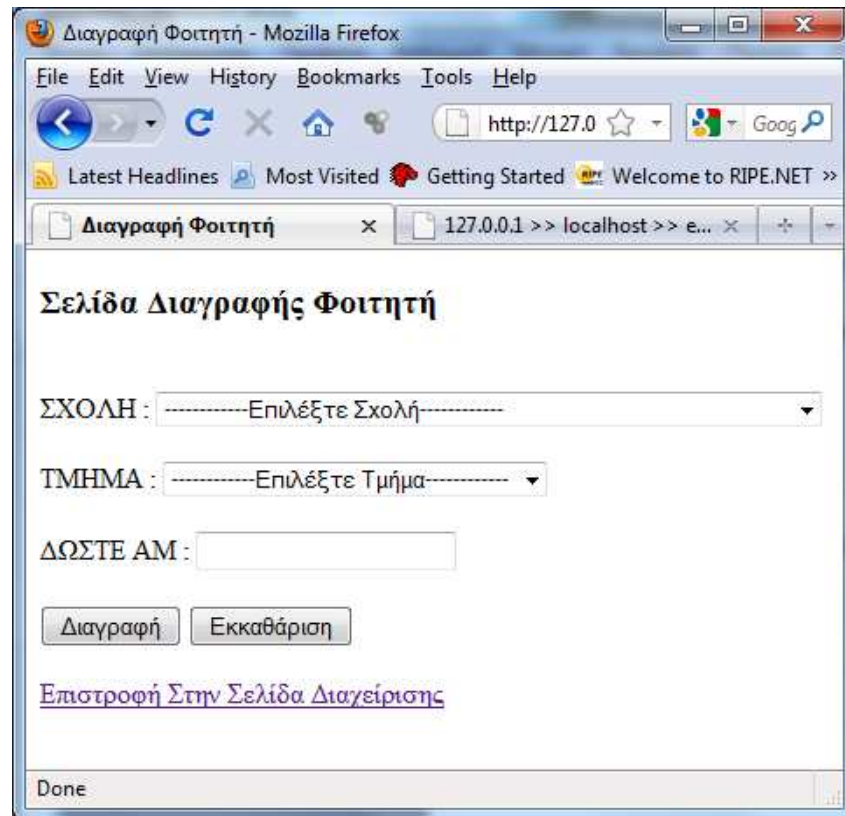 Διαγραφή Φοιτητή - Mozilla Firefox
File Edit View History Bookmarks Tools Help
http://127.0 Goog
Latest Headlines Most Visited Getting Started Welcome to RIPE.NET »
Διαγραφή Φοιτητή × 127.0.0.1 >> localhost >> e... ×
Σελίδα Διαγραφής Φοιτητή
ΣΧΟΛΗ : ------------Επιλέξτε Σχολή------------
ΤΜΗΜΑ : ------------Επιλέξτε Τμήμα------------
ΔΩΣΤΕ ΑΜ :
Διαγραφή Εκκαθάριση
Επιστροφή Στην Σελίδα Διαχείρισης
Done